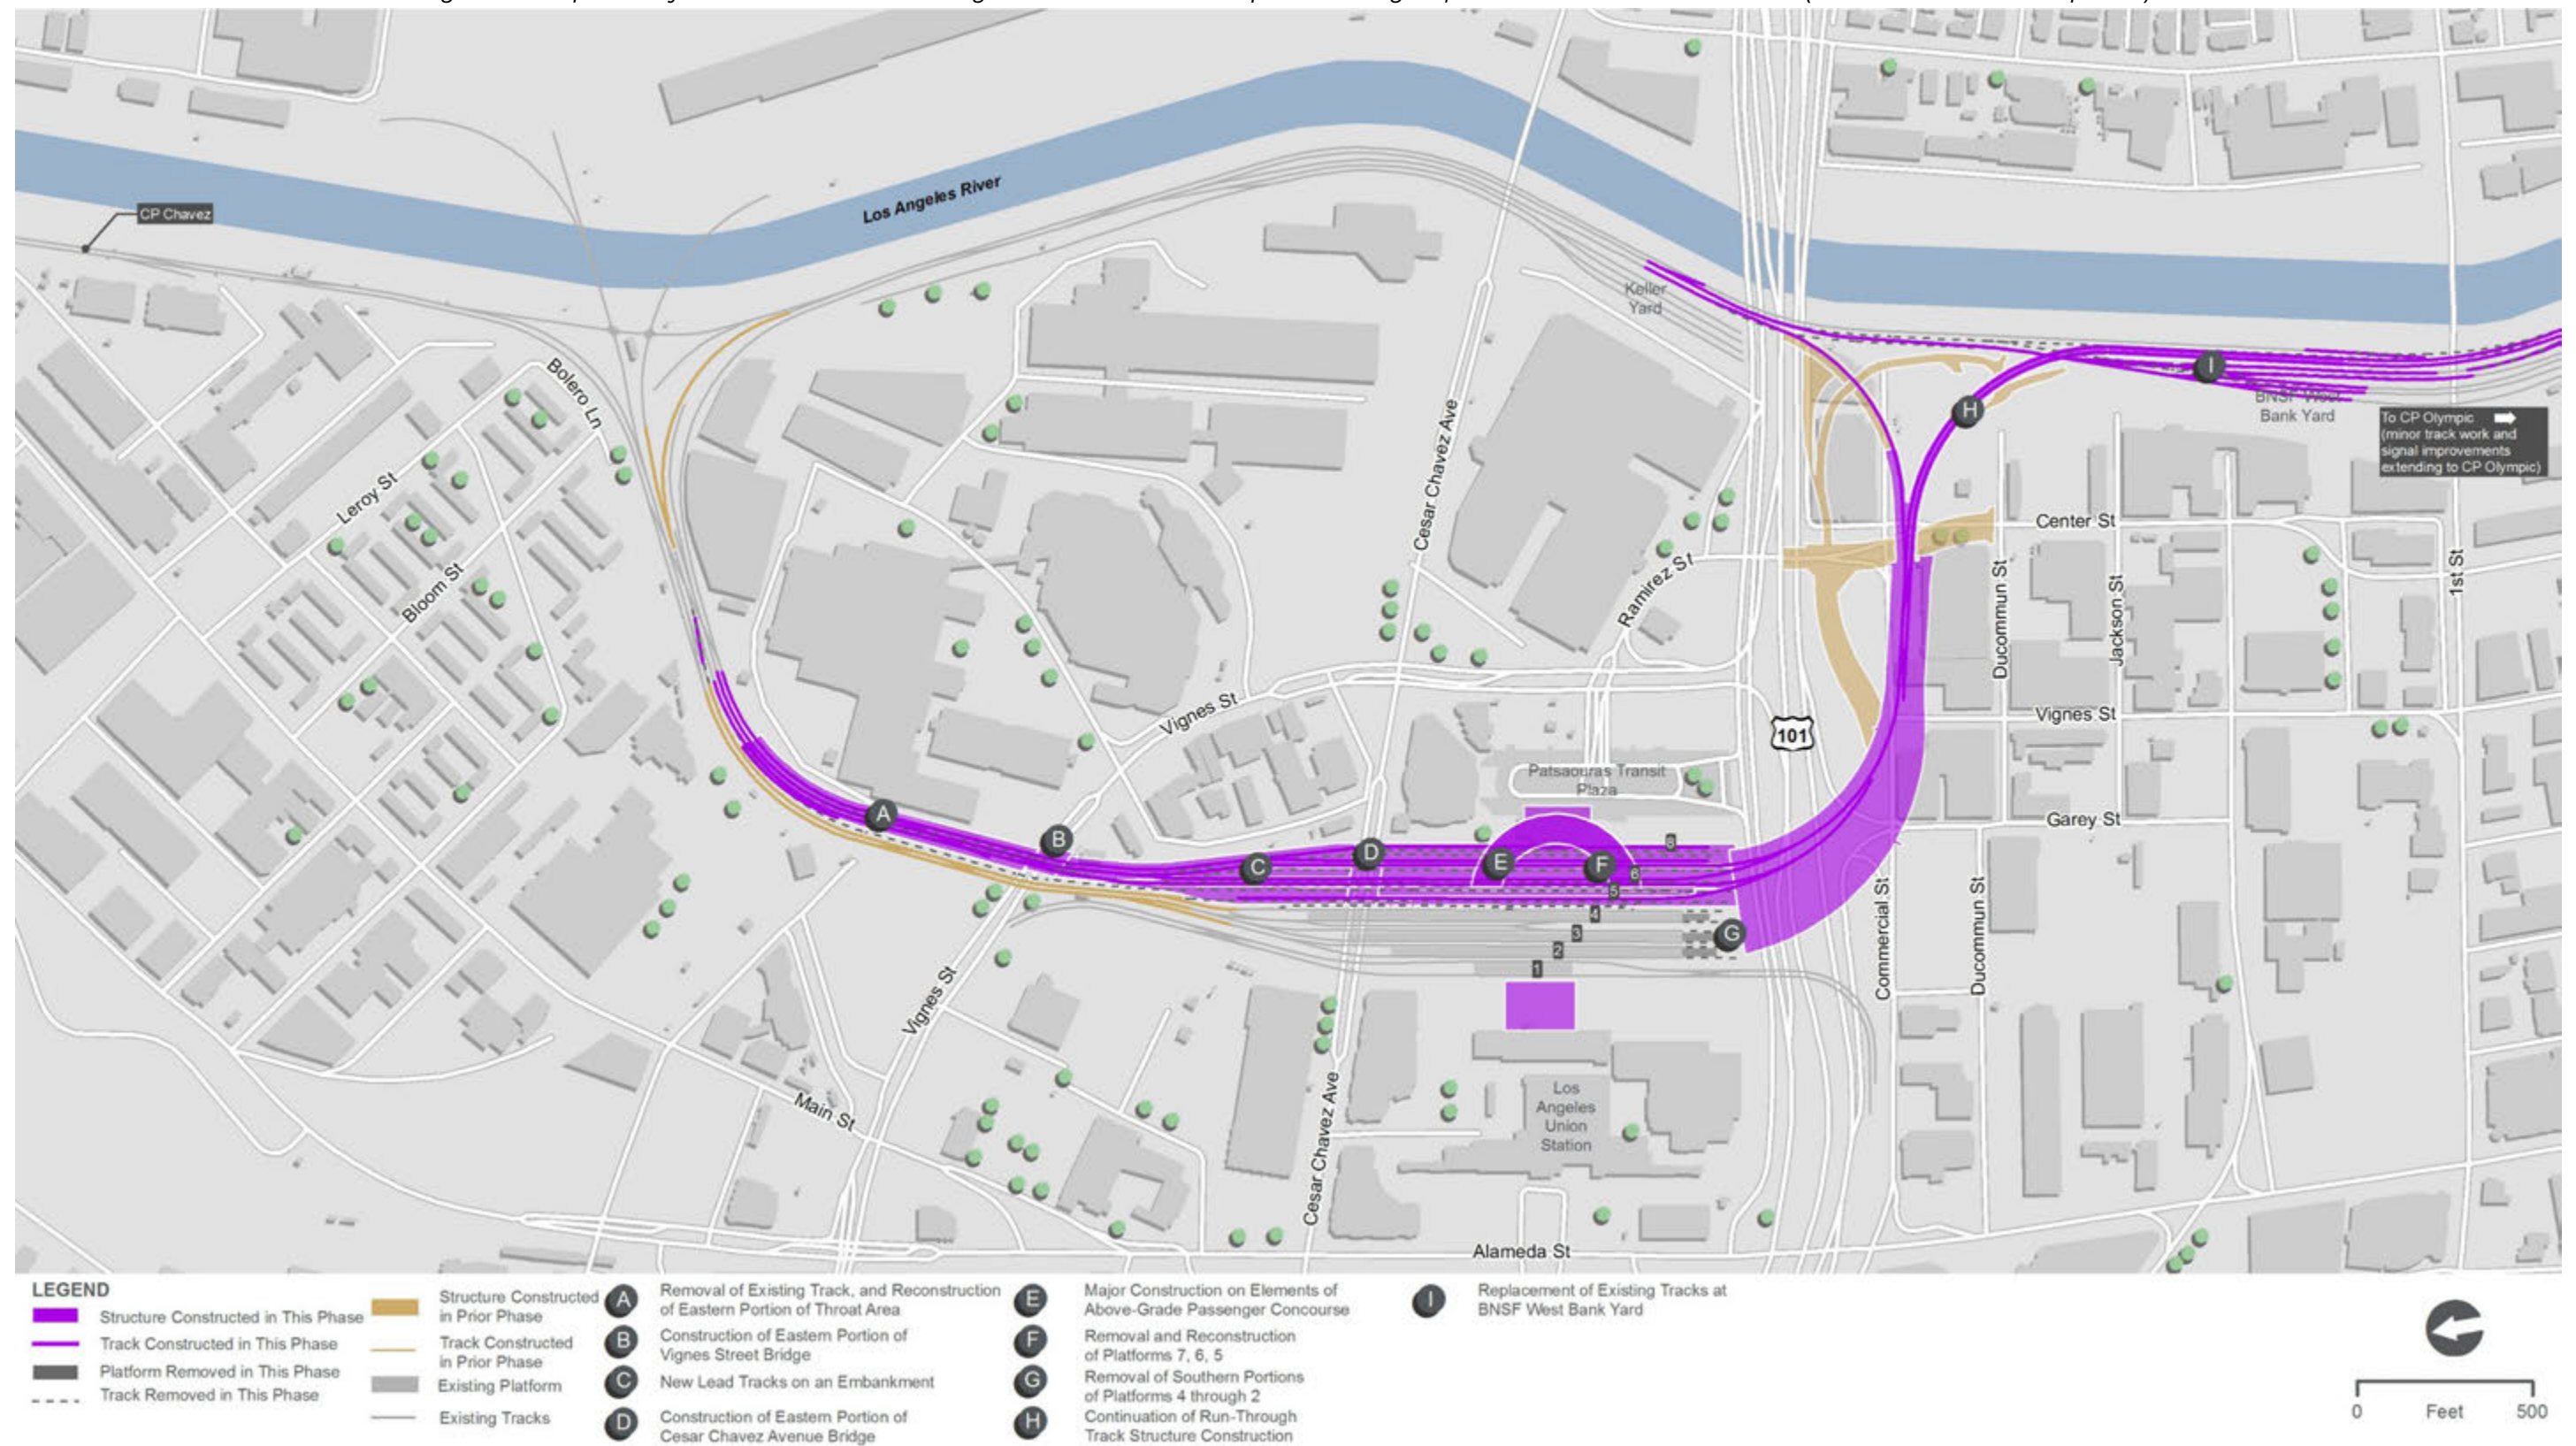 CP Chavez
Los Angeles River
Keller
Yard
BNSF West
Bank Yard
To CP Olympic
(minor track work and
signal improvements
extending to CP Olympic)
Bolero Ln
Leroy St
Bloom St
Cesar Chavez Ave
Ramirez St
Center St
Ducommun St
Jackson St
1st St
Vignes St
Vignes St
101
Patsaouras Transit
Plaza
Garey St
A
B
C
D
E
F
G
H
I
8
6
5
4
3
2
1
Commercial St
Ducommun St
Vignes St
Main St
Cesar Chavez Ave
Los
Angeles
Union
Station
Alameda St
LEGEND
Structure Constructed in This Phase
Track Constructed in This Phase
Platform Removed in This Phase
Track Removed in This Phase
Structure Constructed
in Prior Phase
Track Constructed
in Prior Phase
Existing Platform
Existing Tracks
A Removal of Existing Track, and Reconstruction
of Eastern Portion of Throat Area
B Construction of Eastern Portion of
Vignes Street Bridge
C New Lead Tracks on an Embankment
D Construction of Eastern Portion of
Cesar Chavez Avenue Bridge
E Major Construction on Elements of
Above-Grade Passenger Concourse
F Removal and Reconstruction
of Platforms 7, 6, 5
G Removal of Southern Portions
of Platforms 4 through 2
H Continuation of Run-Through
Track Structure Construction
I Replacement of Existing Tracks at
BNSF West Bank Yard
0 Feet 500